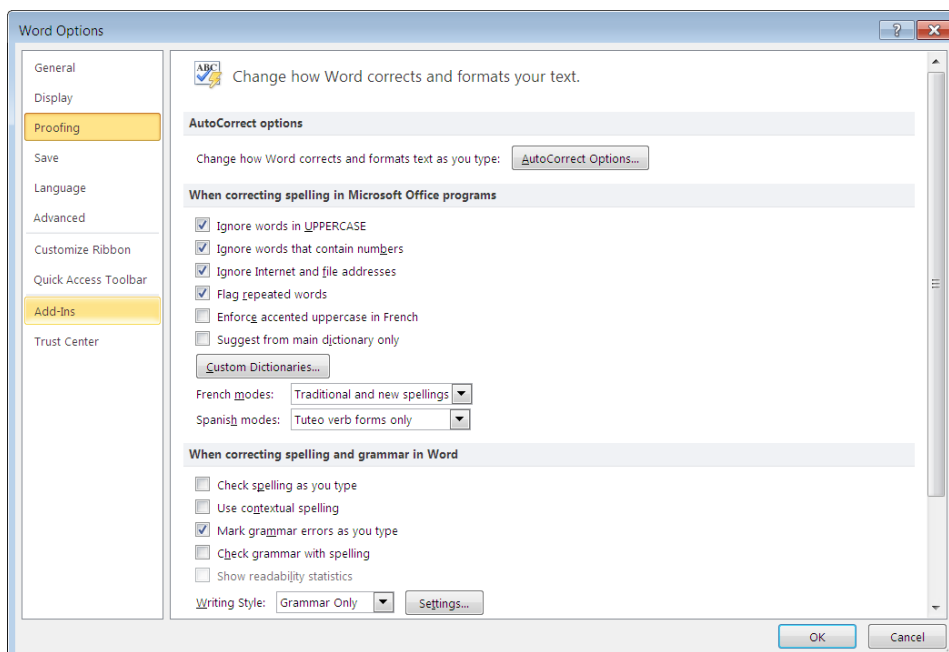 Word Options
General
Display
Proofing
Save
Language
Advanced
Customize Ribbon
Quick Access Toolbar
Add-Ins
Trust Center
ABC
Change how Word corrects and formats your text.
AutoCorrect options
Change how Word corrects and formats text as you type: AutoCorrect Options...
When correcting spelling in Microsoft Office programs
Ignore words in UPPERCASE
Ignore words that contain numbers
Ignore Internet and file addresses
Flag repeated words
Enforce accented uppercase in French
Suggest from main dictionary only
Custom Dictionaries...
French modes: Traditional and new spellings
Spanish modes: Tuteo verb forms only
When correcting spelling and grammar in Word
Check spelling as you type
Use contextual spelling
Mark grammar errors as you type
Check grammar with spelling
Show readability statistics
Writing Style: Grammar Only Settings...
OK Cancel